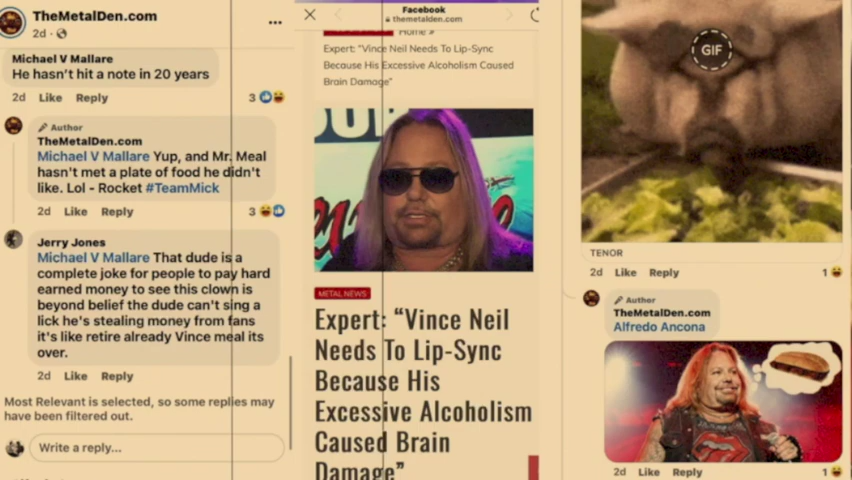 TheMetalDen.com
2d
Michael V Mallare
He hasn't hit a note in 20 years
2d Like Reply 3
Author
TheMetalDen.com
Michael V Mallare Yup, and Mr. Meal
hasn't met a plate of food he didn't
like. Lol - Rocket #TeamMick
2d Like Reply 3
Jerry Jones
Michael V Mallare That dude is a
complete joke for people to pay hard
earned money to see this clown is
beyond belief the dude can't sing a
lick he's stealing money from fans
it's like retire already Vince meal its
over.
2d Like Reply
Most Relevant is selected, so some replies may
have been filtered out.
Write a reply...
Facebook
themetalden.com
Home »
Expert: "Vince Neil Needs To Lip-Sync
Because His Excessive Alcoholism Caused
Brain Damage"
METAL NEWS
Expert: "Vince Neil
Needs To Lip-Sync
Because His
Excessive Alcoholism
Caused Brain
Damage"
GIF
TENOR
2d Like Reply 1
Author
TheMetalDen.com
Alfredo Ancona
2d Like Reply 1